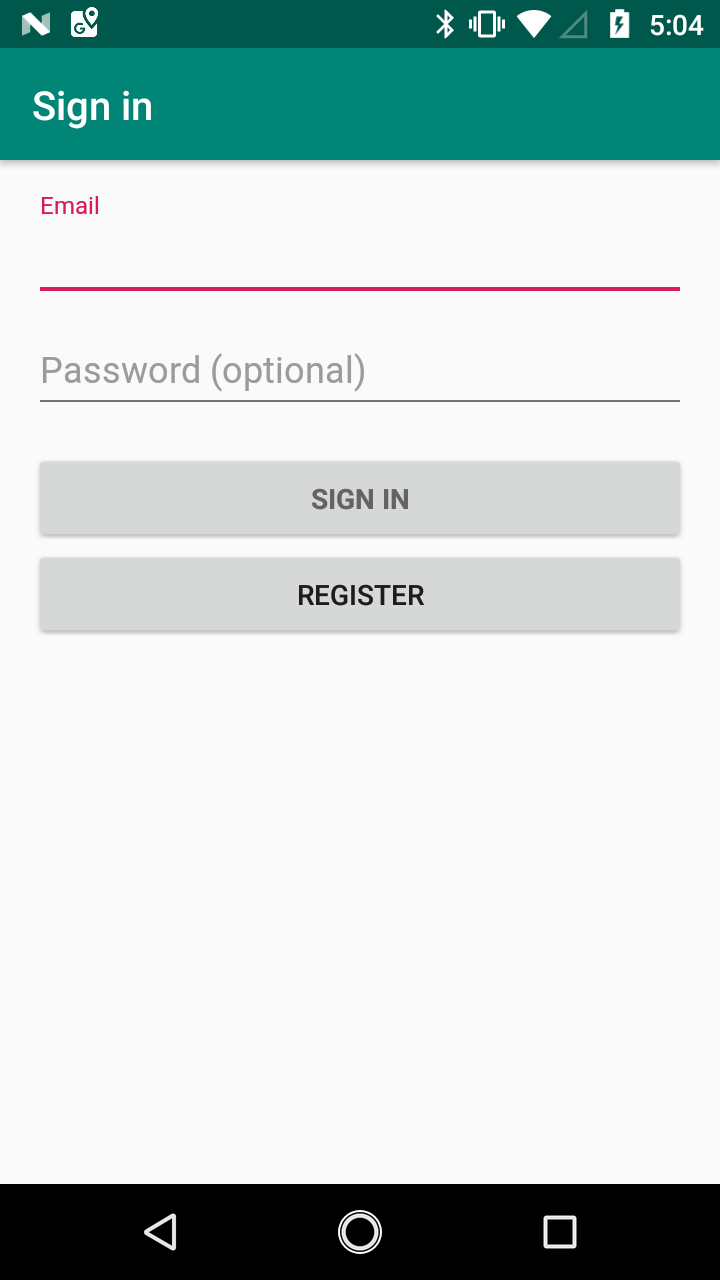 5:04
Sign in
Email
Password (optional)
SIGN IN
REGISTER